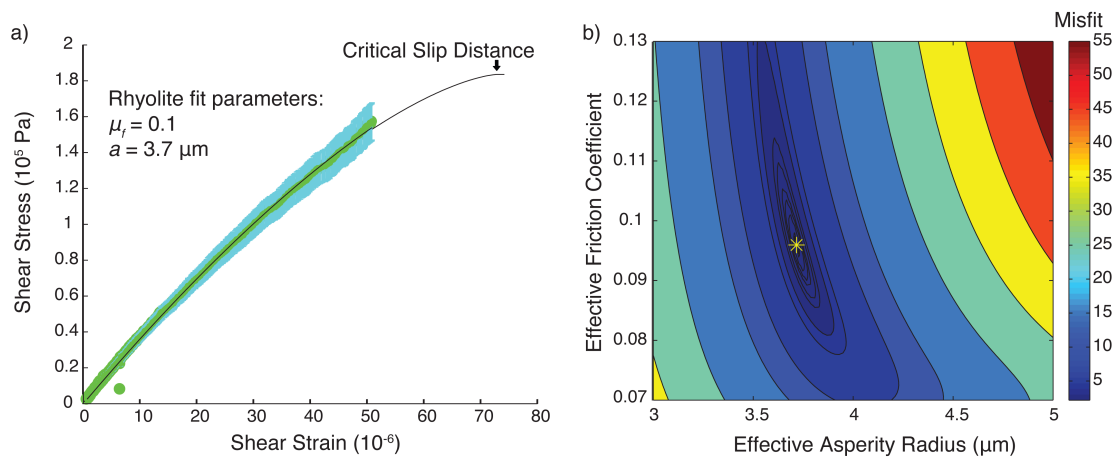 a)
2
1.8
1.6
1.4
1.2
1
0.8
0.6
0.4
0.2
0
Shear Stress (10⁵ Pa)
Critical Slip Distance
Rhyolite fit parameters:
μf = 0.1
a = 3.7 μm
0 10 20 30 40 50 60 70 80
Shear Strain (10⁻⁶)
b)
0.13
0.12
0.11
0.1
0.09
0.08
0.07
Effective Friction Coefficient
3 3.5 4 4.5 5
Effective Asperity Radius (μm)
Misfit
55
50
45
40
35
30
25
20
15
10
5